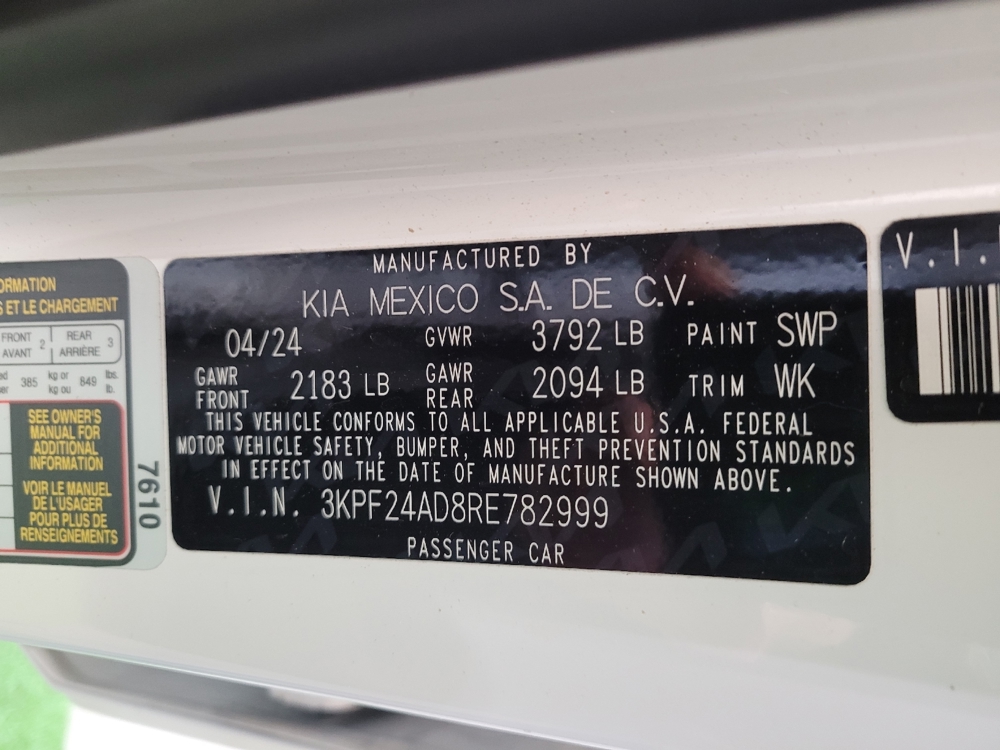 ORMATION
S ET LE CHARGEMENT
FRONT 2 REAR 3
AVANT ARRIÈRE
385 kg or 849 lbs.
kg ou lb.
SEE OWNER'S
MANUAL FOR
ADDITIONAL
INFORMATION
VOIR LE MANUEL
DE L'USAGER
POUR PLUS DE
RENSEIGNEMENTS
7610
MANUFACTURED BY
KIA MEXICO S.A. DE C.V.
04/24 GVWR 3792 LB PAINT SWP
GAWR FRONT 2183 LB GAWR REAR 2094 LB TRIM WK
THIS VEHICLE CONFORMS TO ALL APPLICABLE U.S.A. FEDERAL
MOTOR VEHICLE SAFETY, BUMPER, AND THEFT PREVENTION STANDARDS
IN EFFECT ON THE DATE OF MANUFACTURE SHOWN ABOVE.
V.I.N. 3KPF24AD8RE782999
PASSENGER CAR
V.I.